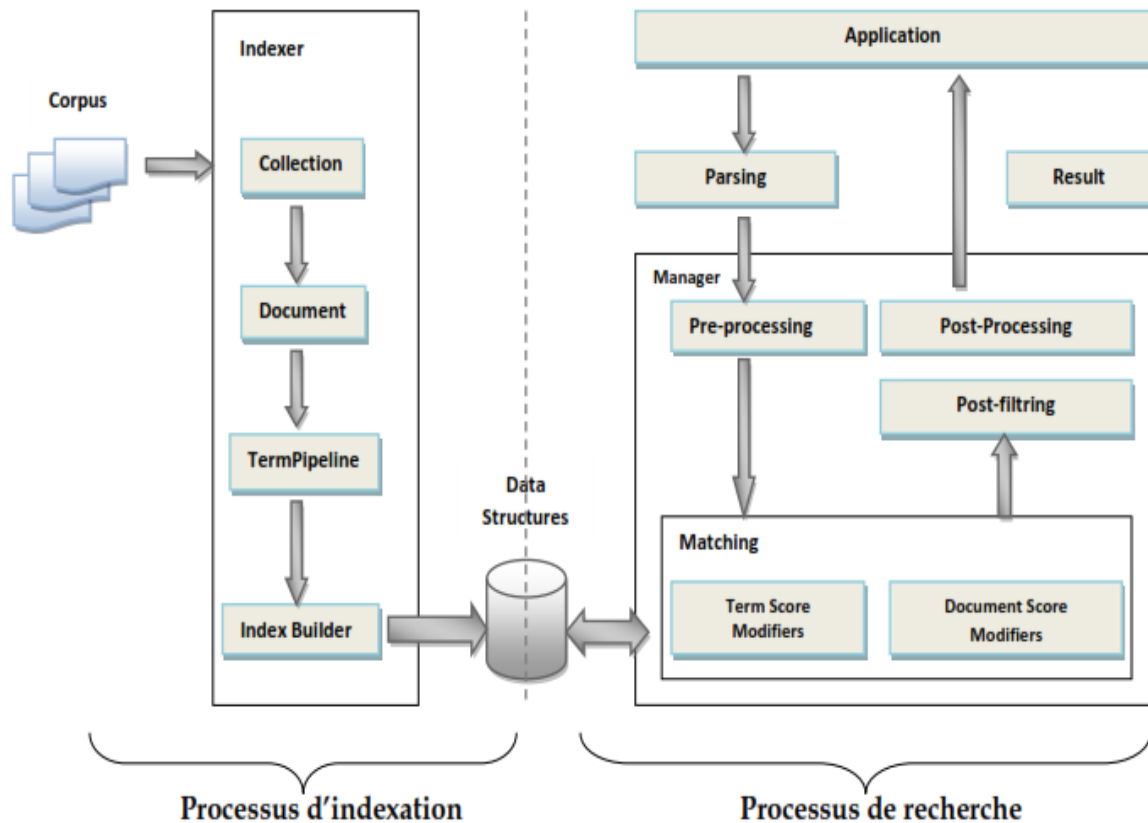 Indexer
Corpus
Collection
Document
TermPipeline
Index Builder
Data
Structures
Application
Parsing
Result
Manager
Pre-processing
Post-Processing
Post-filtring
Matching
Term Score
Modifiers
Document Score
Modifiers
Processus d'indexation
Processus de recherche